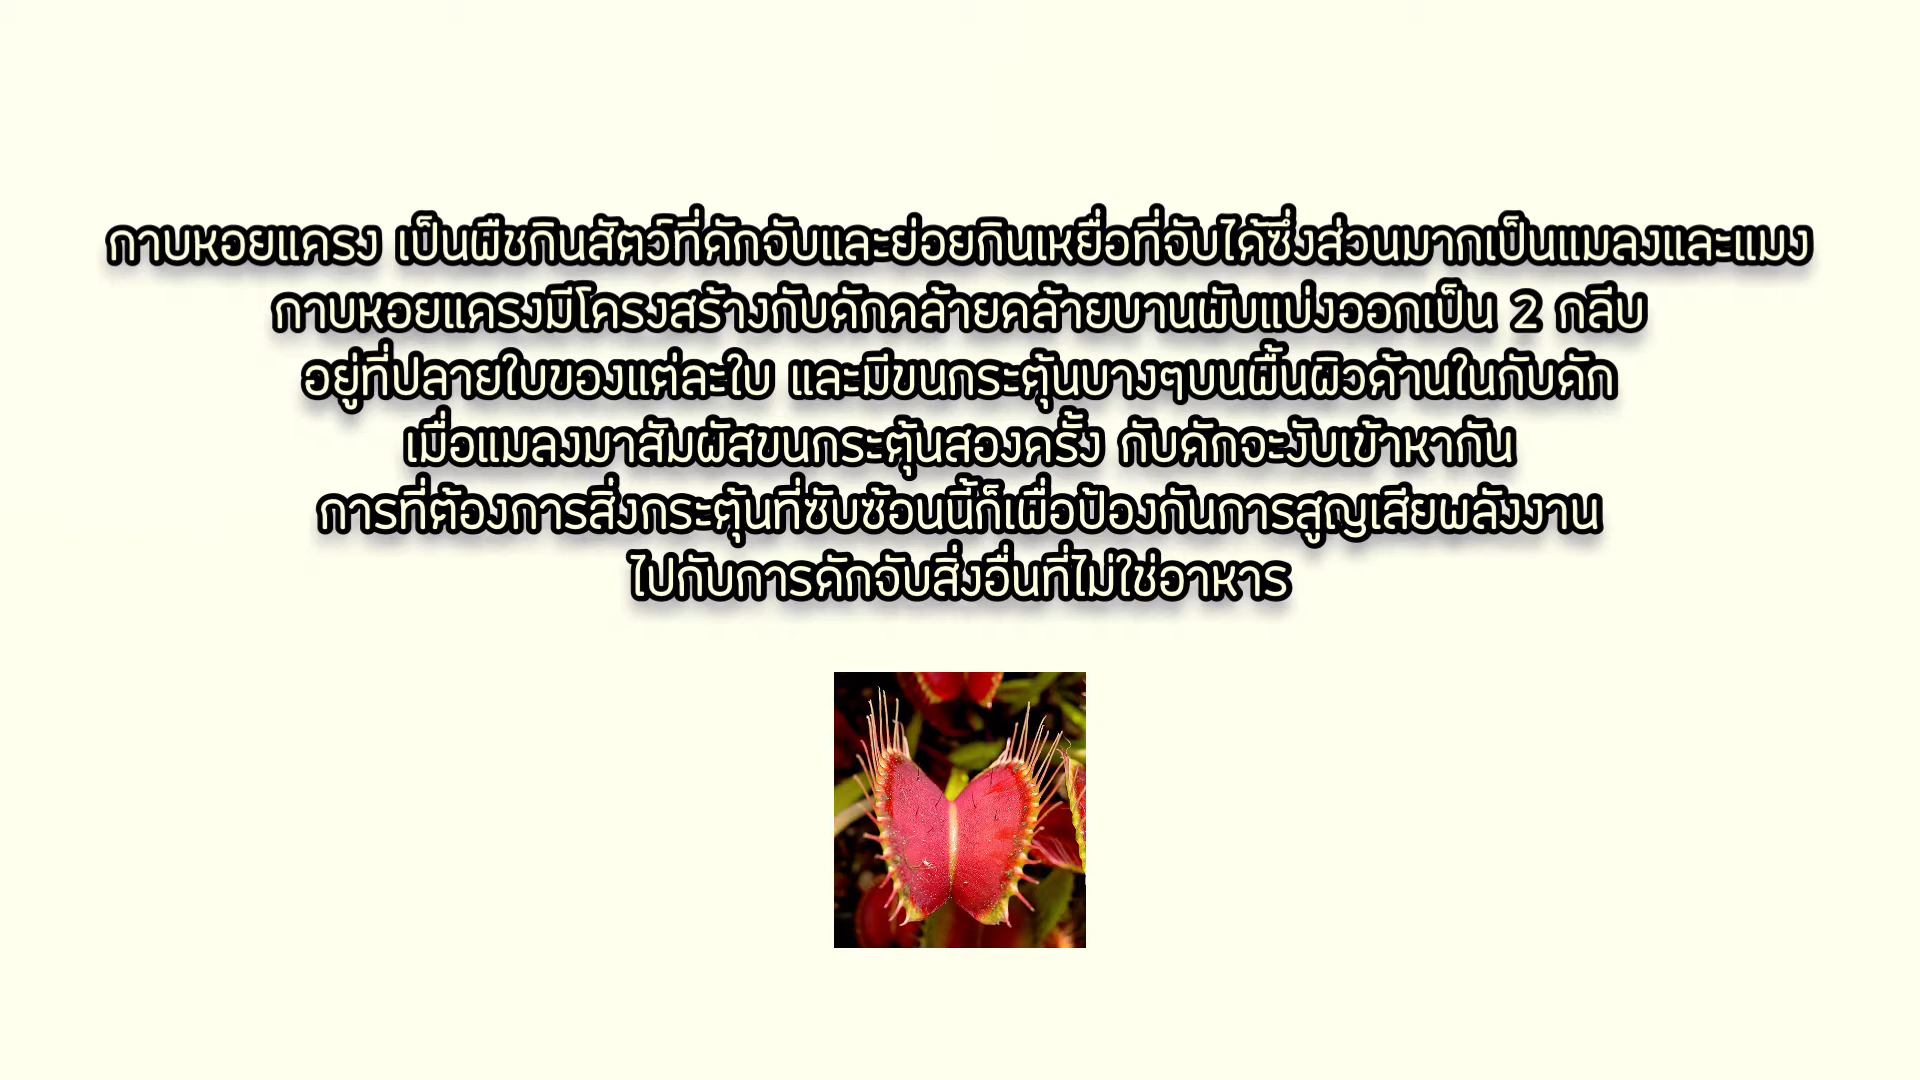 กาบหอยแครง เป็นพืชกินสัตว์ที่ดักจับและย่อยกินเหยื่อที่จับได้ซึ่งส่วนมากเป็นแมลงและแมง
กาบหอยแครงมีโครงสร้างกับดักคล้ายคล้ายบานพับแบ่งออกเป็น 2 กลีบ
อยู่ที่ปลายใบของแต่ละใบ และมีขนกระตุ้นบางๆบนพื้นผิวด้านในกับดัก
เมื่อแมลงมาสัมผัสขนกระตุ้นสองครั้ง กับดักจะงับเข้าหากัน
การที่ต้องการสิ่งกระตุ้นที่ซับซ้อนนี้ก็เพื่อป้องกันการสูญเสียพลังงาน
ไปกับการดักจับสิ่งอื่นที่ไม่ใช่อาหาร